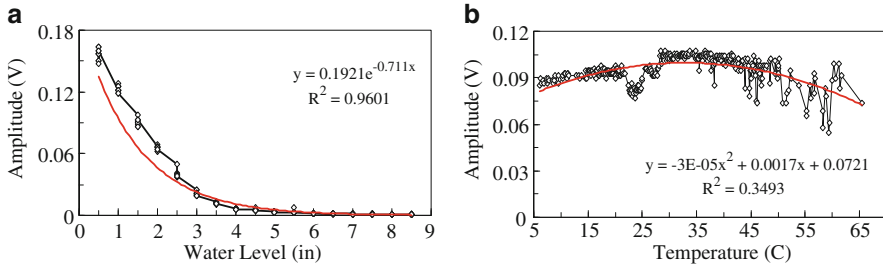 a
0.18
0.12
0.06
0
Amplitude (V)
y = 0.1921e^-0.711x
R² = 0.9601
0 1 2 3 4 5 6 7 8 9
Water Level (in)
b
0.12
0.09
0.06
0.03
Amplitude (V)
y = -3E-05x² + 0.0017x + 0.0721
R² = 0.3493
5 15 25 35 45 55 65
Temperature (C)